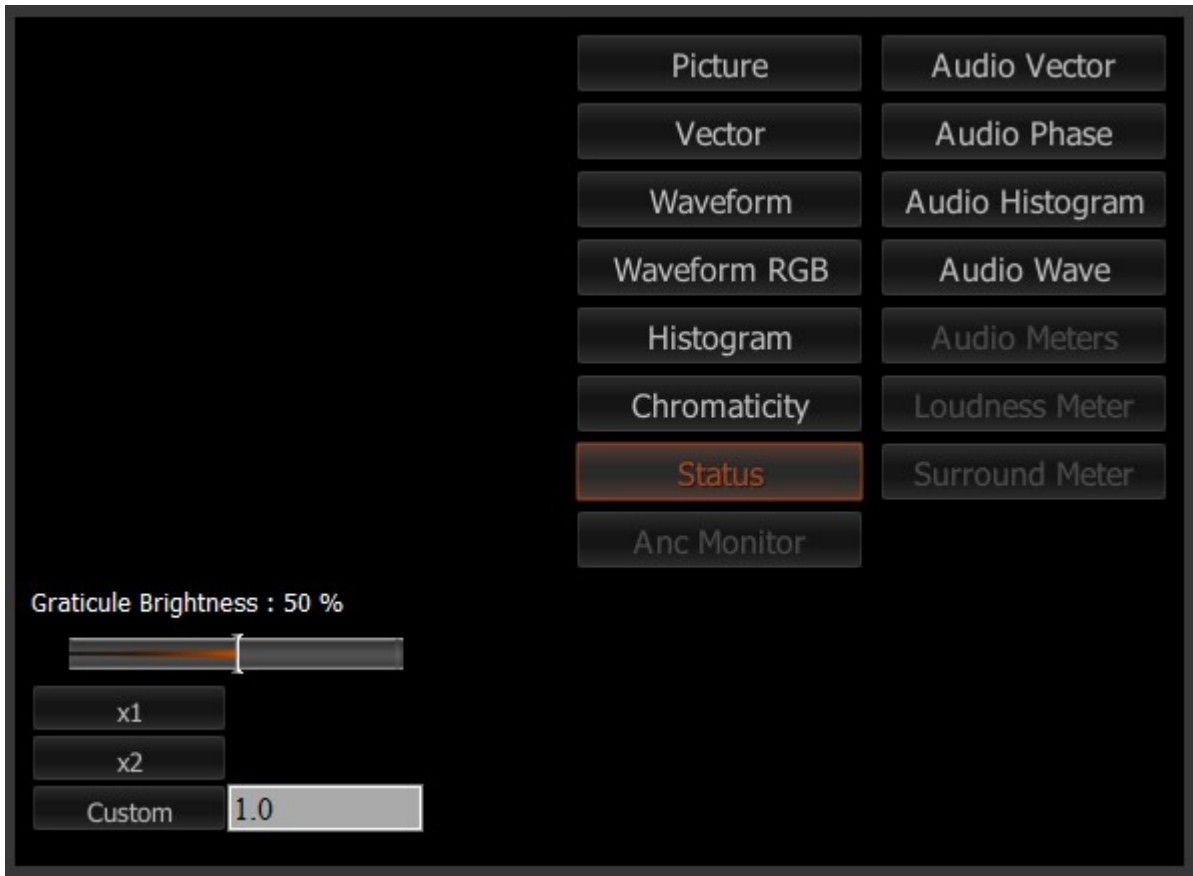 Picture
Audio Vector
Vector
Audio Phase
Waveform
Audio Histogram
Waveform RGB
Audio Wave
Histogram
Audio Meters
Chromaticity
Loudness Meter
Status
Surround Meter
Anc Monitor
Graticule Brightness : 50 %
x1
x2
Custom
1.0